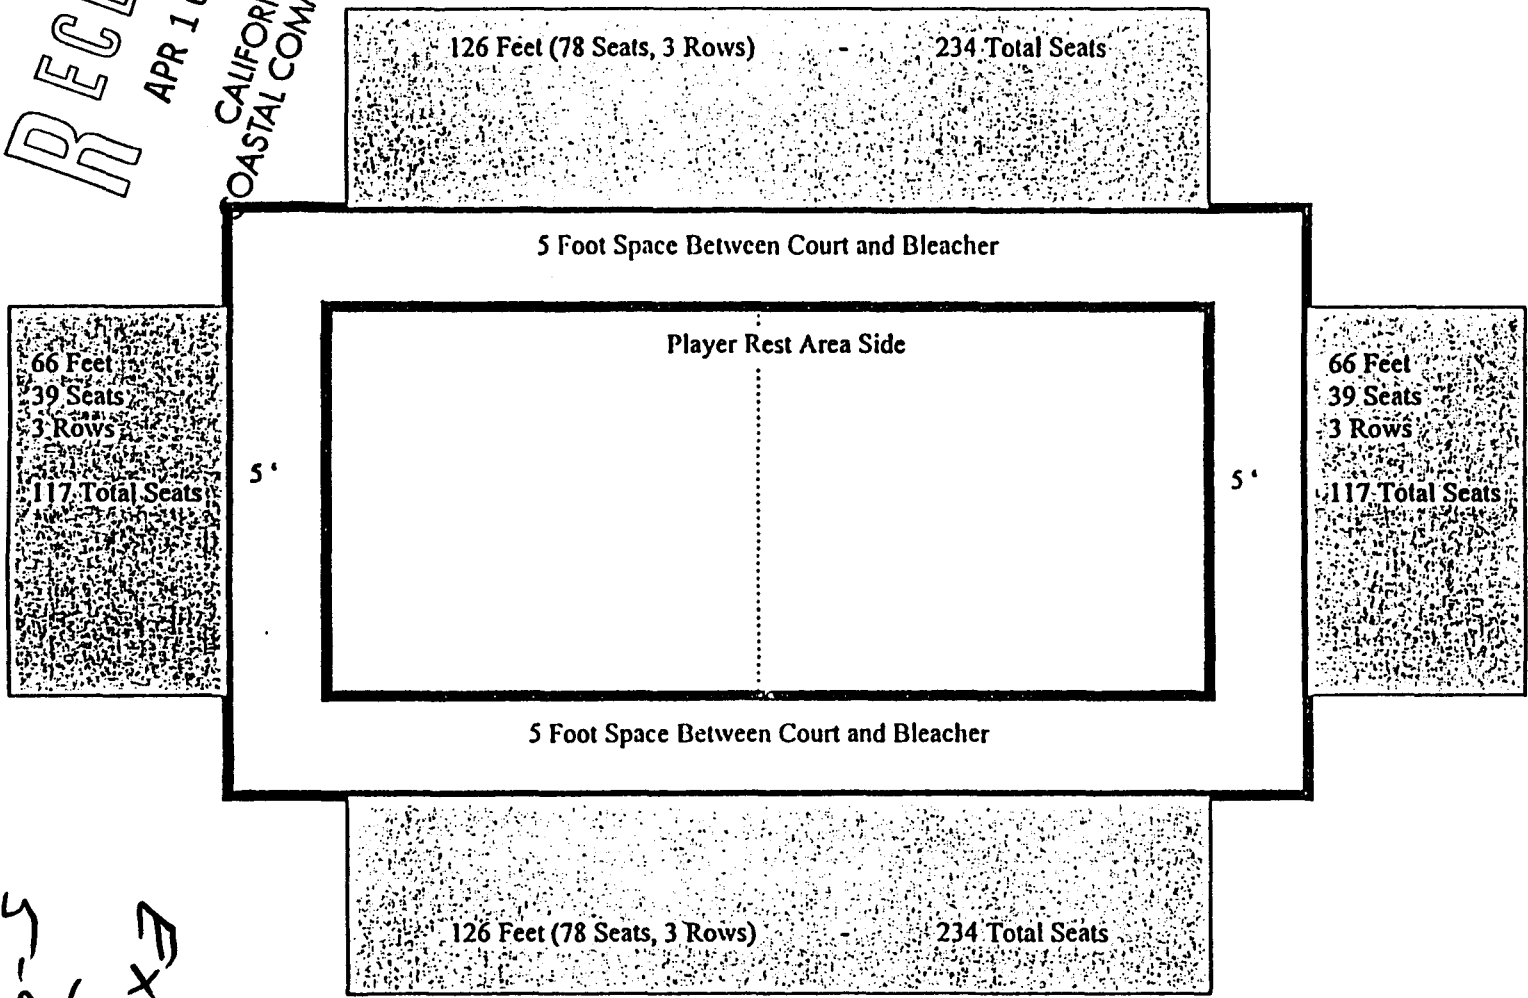 APR 1
126 Feet (78 Seats, 3 Rows) - 234 Total Seats
5 Foot Space Between Court and Bleacher
Player Rest Area Side
66 Feet
39 Seats
3 Rows
117 Total Seats
5 '
5 '
66 Feet
39 Seats
3 Rows
117 Total Seats
5 Foot Space Between Court and Bleacher
126 Feet (78 Seats, 3 Rows) - 234 Total Seats